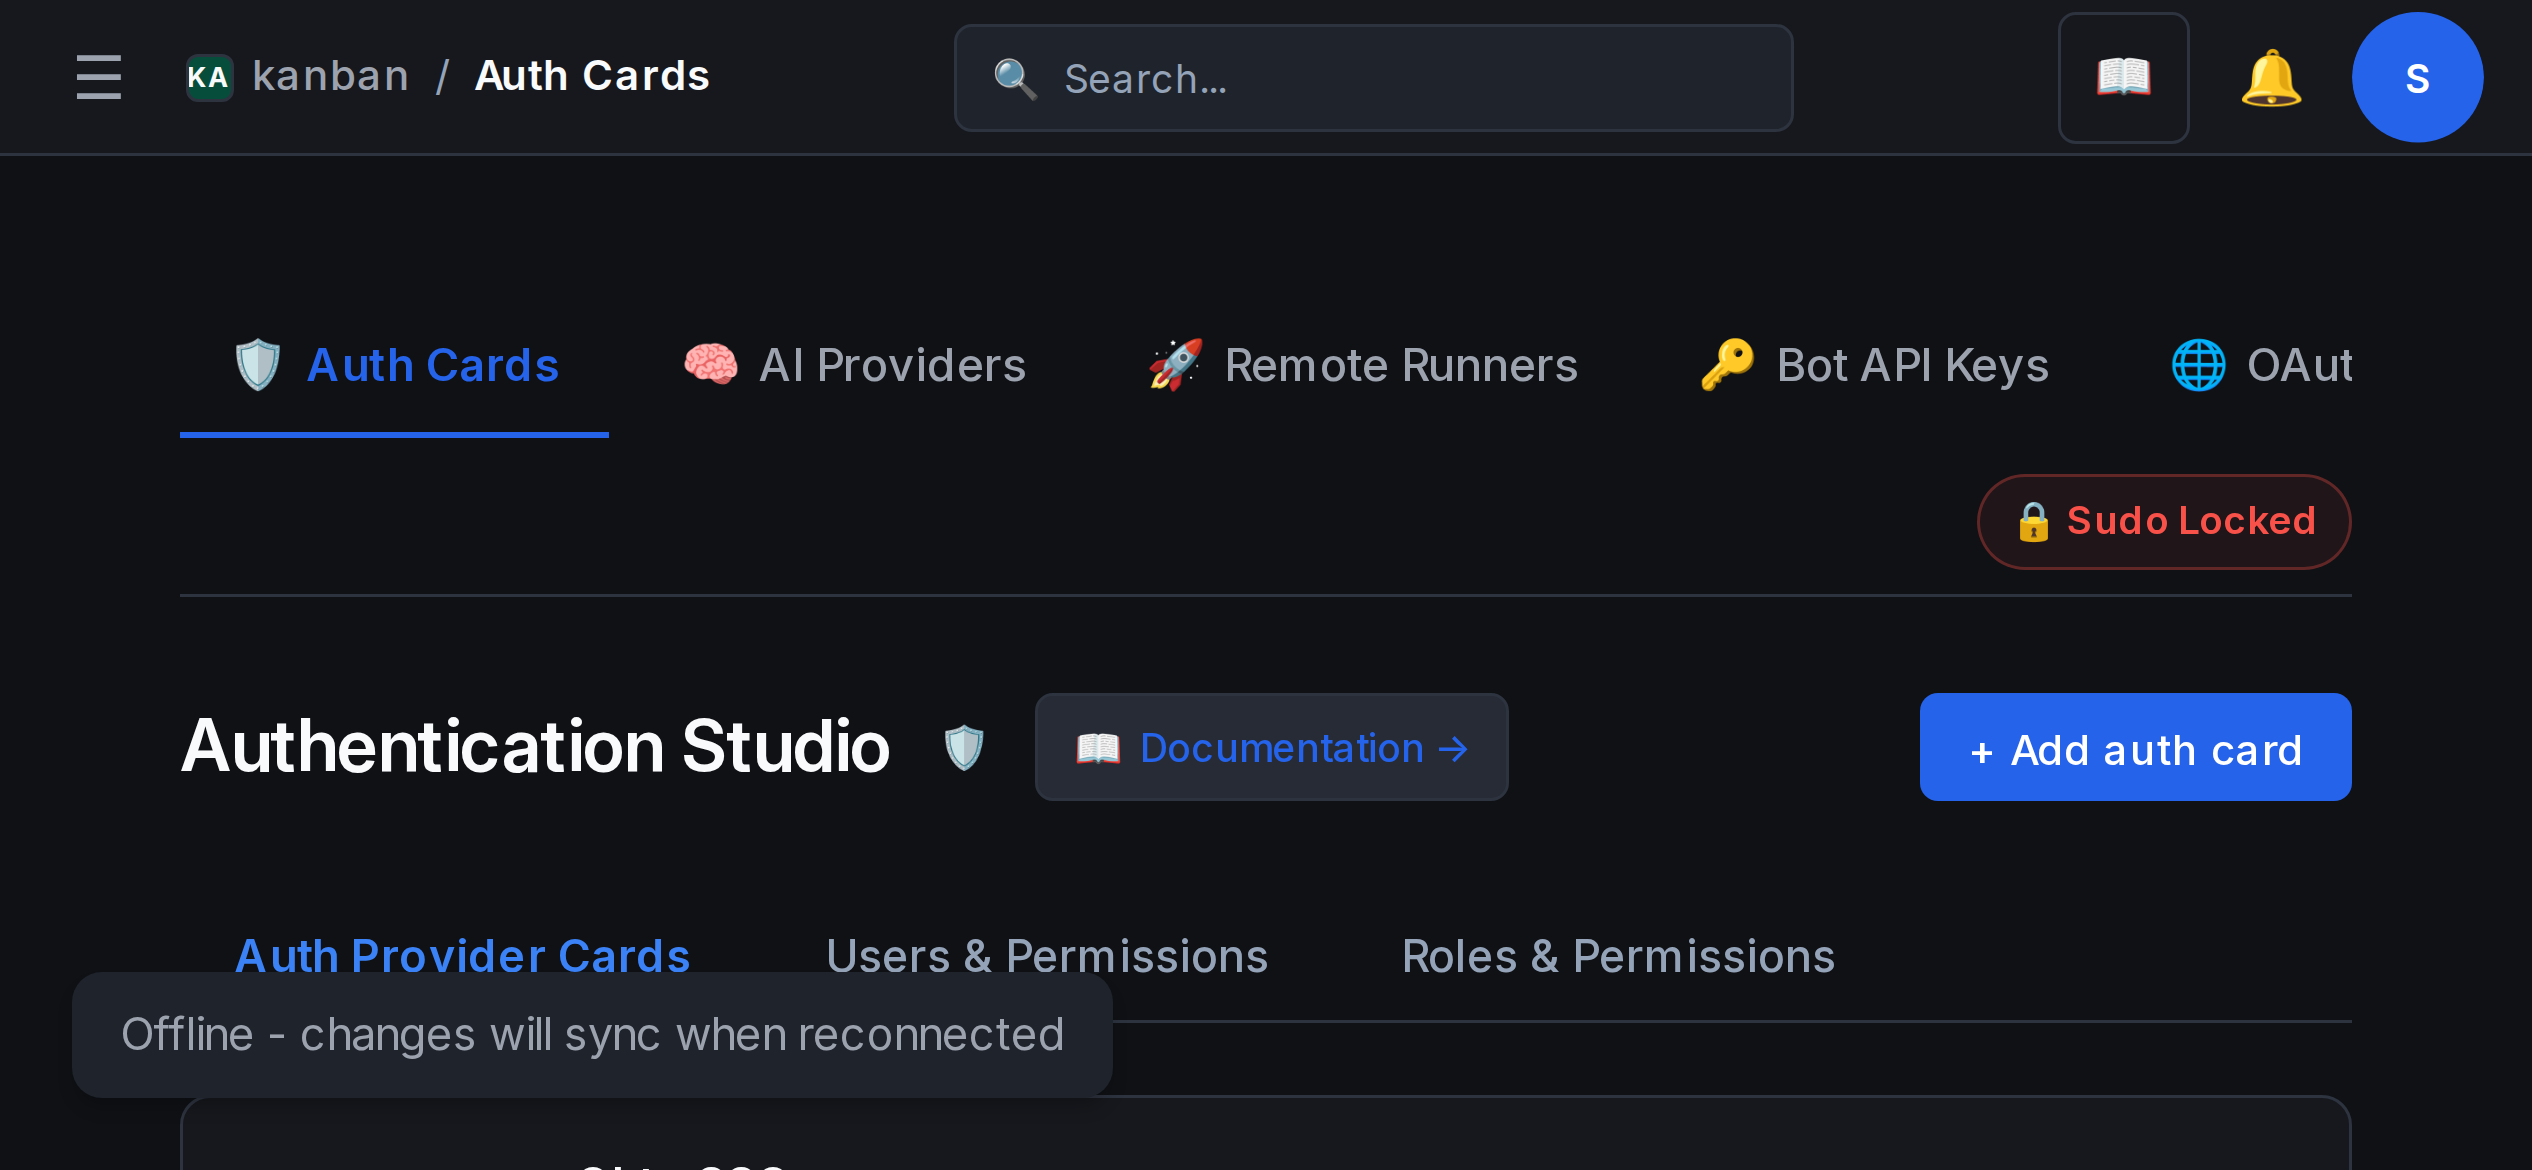 KA kanban / Auth Cards
Search...
S
Auth Cards
AI Providers
Remote Runners
Bot API Keys
OAut
Sudo Locked
Authentication Studio
Documentation →
+ Add auth card
Auth Provider Cards
Users & Permissions
Roles & Permissions
Offline - changes will sync when reconnected